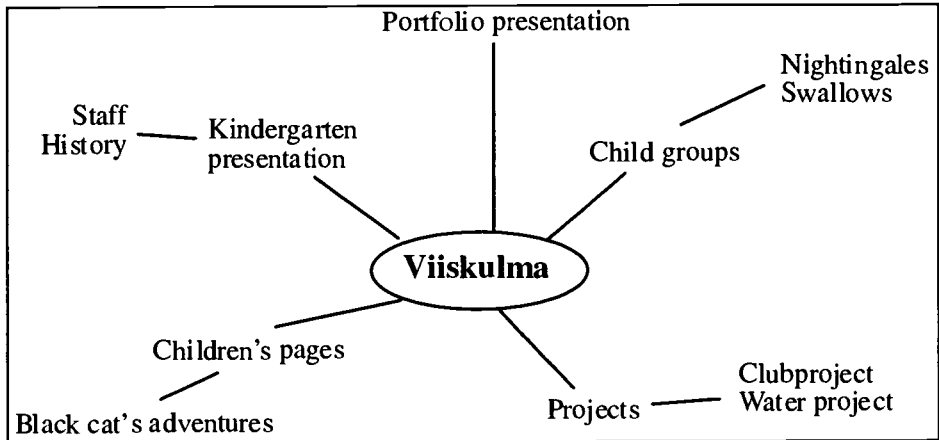 Portfolio presentation
Nightingales
Swallows
Staff
History
Kindergarten
presentation
Child groups
Viiskulma
Children's pages
Black cat's adventures
Projects
Clubproject
Water project